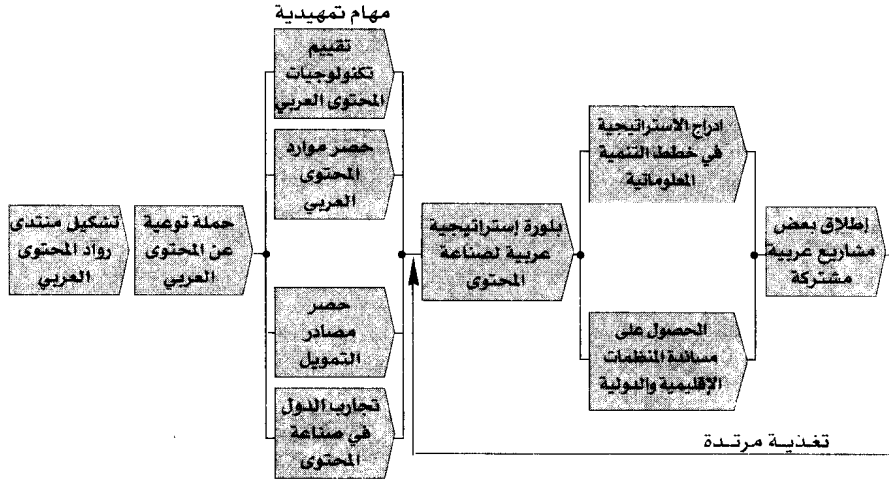 مهام تمهيدية
تقييم
تكنولوجيات
المحتوى العربي
حصر موارد
المحتوى
العربي
تشكيل منتدى
رواد المحتوى
العربي
حملة توعية
عن المحتوى
العربي
حصر
مصادر
التمويل
تجارب الدول
في صناعة
المحتوى
بلورة إستراتيجية
عربية لصناعة
المحتوى
ادراج الاستراتيجية
في خطط التنمية
المعلوماتية
الحصول على
مساندة المنظمات
الإقليمية والدولية
إطلاق بعض
مشاريع عربية
مشتركة
تغذية مرتدة